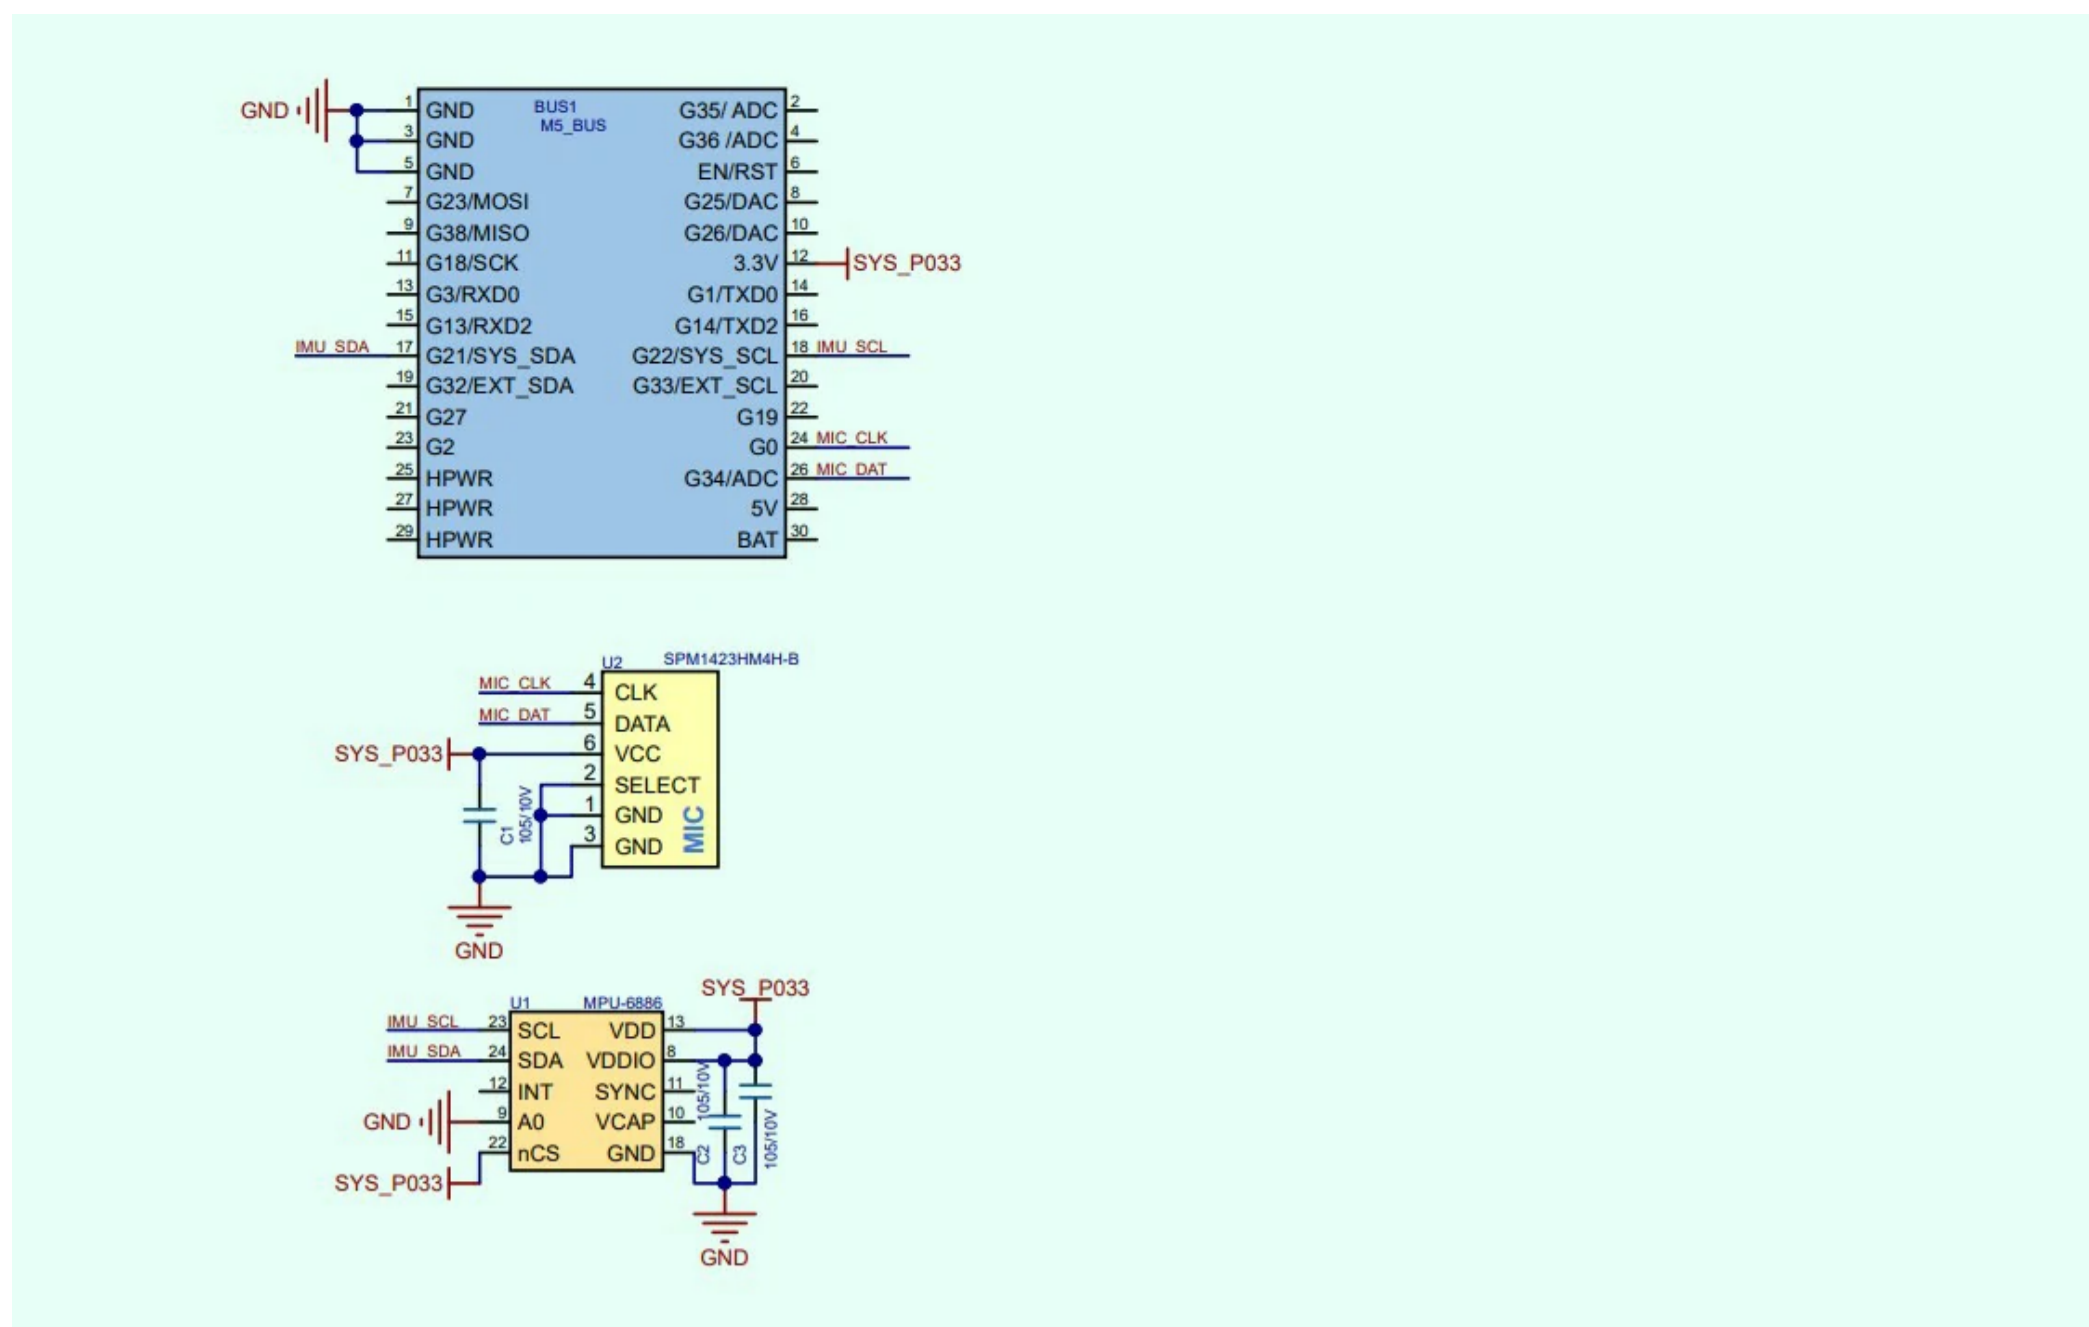 BUS1
M5_BUS
GND
1 GND G35/ ADC 2
3 GND G36 /ADC 4
5 GND EN/RST 6
7 G23/MOSI G25/DAC 8
9 G38/MISO G26/DAC 10
11 G18/SCK 3.3V 12 SYS_P033
13 G3/RXD0 G1/TXD0 14
15 G13/RXD2 G14/TXD2 16
IMU_SDA 17 G21/SYS_SDA G22/SYS_SCL 18 IMU_SCL
19 G32/EXT_SDA G33/EXT_SCL 20
21 G27 G19 22
23 G2 G0 24 MIC_CLK
25 HPWR G34/ADC 26 MIC_DAT
27 HPWR 5V 28
29 HPWR BAT 30
U2 SPM1423HM4H-B
MIC_CLK 4 CLK
MIC_DAT 5 DATA
SYS_P033 6 VCC
2 SELECT
1 GND
3 GND
MIC
C1
105/10V
GND
SYS_P033
U1 MPU-6886
IMU_SCL 23 SCL VDD 13
IMU_SDA 24 SDA VDDIO 8
12 INT SYNC 11
GND 9 A0 VCAP 10
22 nCS GND 18
SYS_P033
105/10V
C2
C3
105/10V
GND